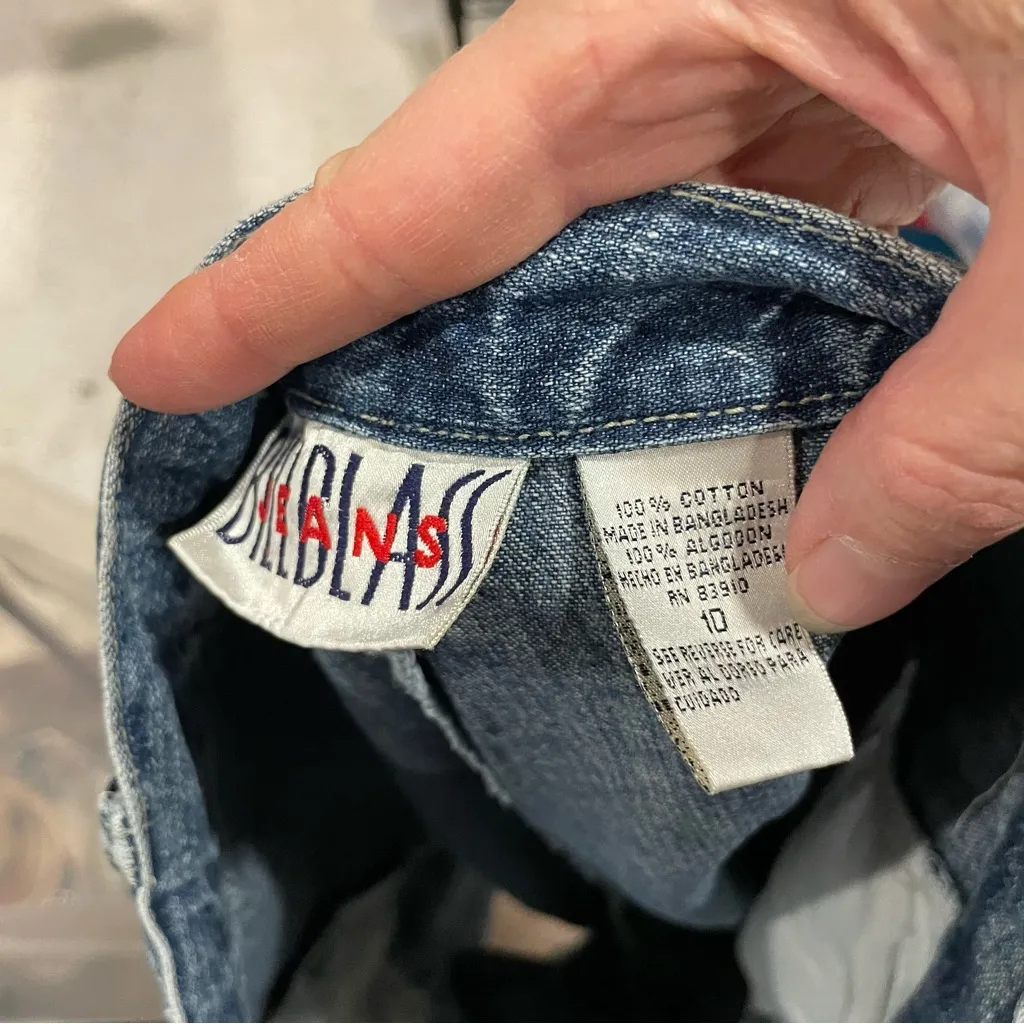 BILL BLASS
JEANS
100% COTTON
MADE IN BANGLADESH
100% ALGODON
HECHO EN BANGLADESH
RN 83910
10
SEE REVERSE FOR CARE
VER AL DORSO PARA
CUIDADO